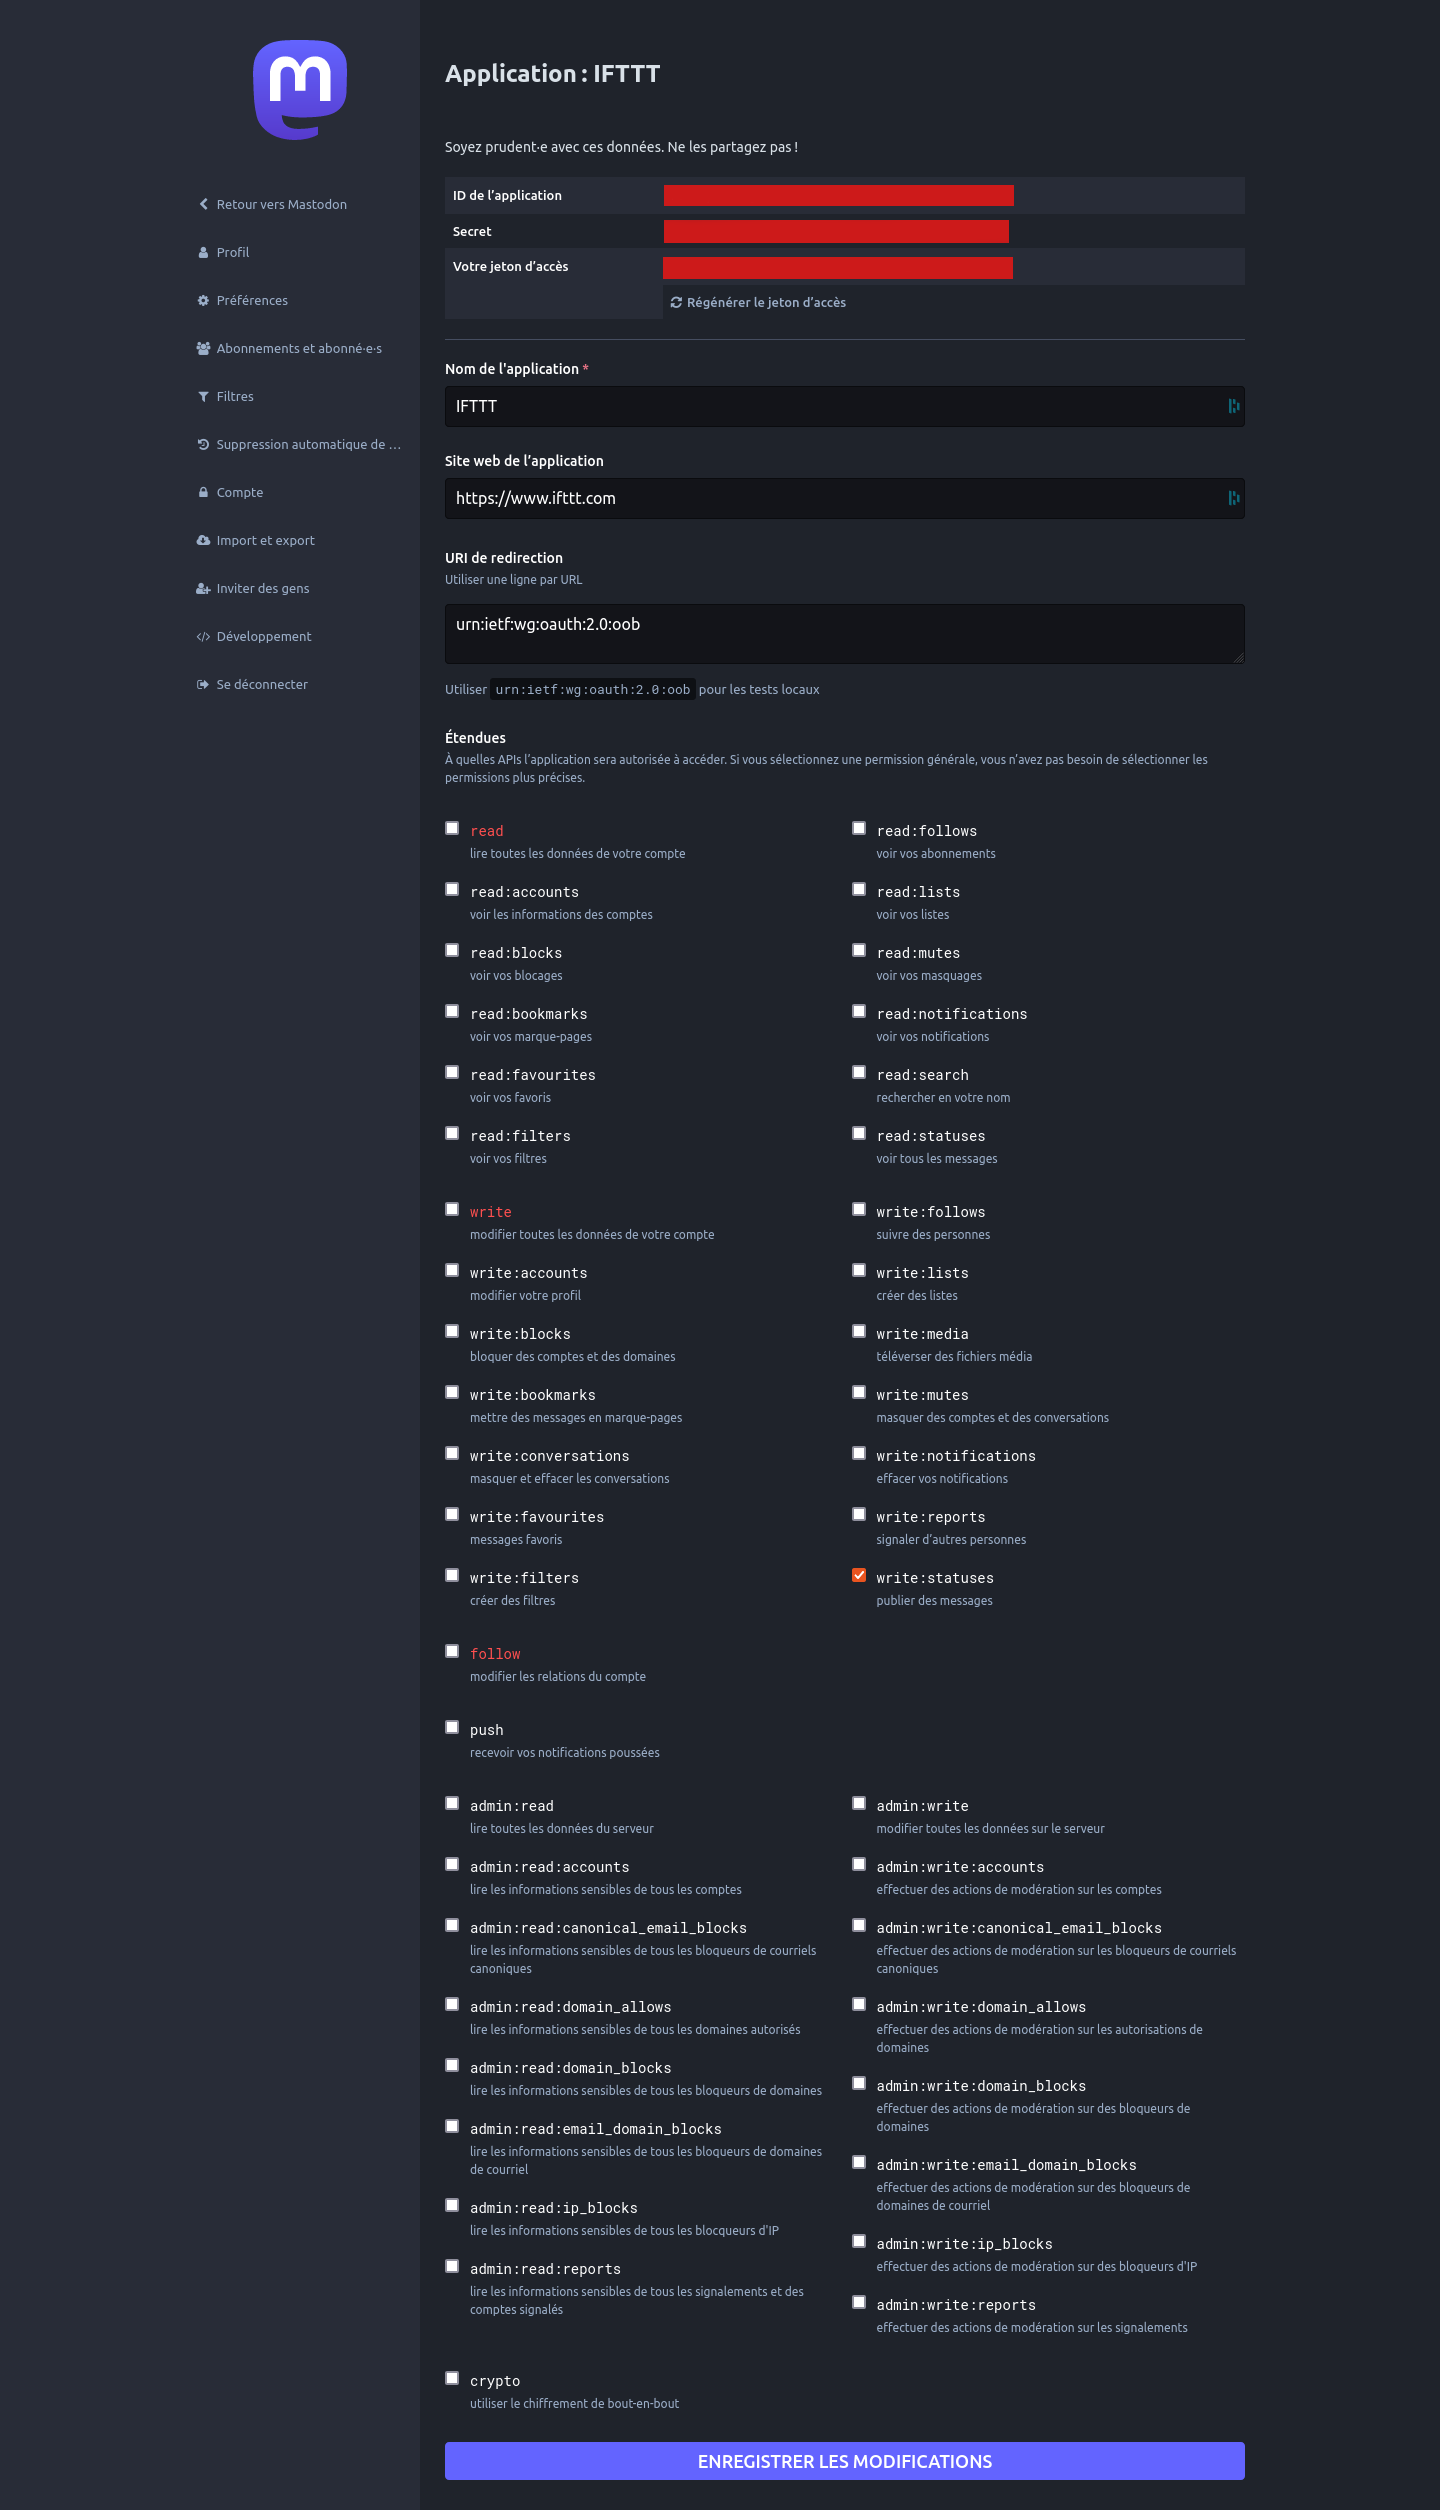 Retour vers Mastodon
Profil
Préférences
Abonnements et abonné·e·s
Filtres
Suppression automatique de …
Compte
Import et export
Inviter des gens
Développement
Se déconnecter
Application : IFTTT
Soyez prudent·e avec ces données. Ne les partagez pas !
ID de l’application
Secret
Votre jeton d’accès
Régénérer le jeton d’accès
Nom de l'application *
IFTTT
Site web de l’application
https://www.ifttt.com
URI de redirection
Utiliser une ligne par URL
urn:ietf:wg:oauth:2.0:oob
Utiliser urn:ietf:wg:oauth:2.0:oob pour les tests locaux
Étendues
À quelles APIs l’application sera autorisée à accéder. Si vous sélectionnez une permission générale, vous n’avez pas besoin de sélectionner les
permissions plus précises.
read
lire toutes les données de votre compte
read:accounts
voir les informations des comptes
read:blocks
voir vos blocages
read:bookmarks
voir vos marque-pages
read:favourites
voir vos favoris
read:filters
voir vos filtres
read:follows
voir vos abonnements
read:lists
voir vos listes
read:mutes
voir vos masquages
read:notifications
voir vos notifications
read:search
rechercher en votre nom
read:statuses
voir tous les messages
write
modifier toutes les données de votre compte
write:accounts
modifier votre profil
write:blocks
bloquer des comptes et des domaines
write:bookmarks
mettre des messages en marque-pages
write:conversations
masquer et effacer les conversations
write:favourites
messages favoris
write:filters
créer des filtres
write:follows
suivre des personnes
write:lists
créer des listes
write:media
téléverser des fichiers média
write:mutes
masquer des comptes et des conversations
write:notifications
effacer vos notifications
write:reports
signaler d’autres personnes
write:statuses
publier des messages
follow
modifier les relations du compte
push
recevoir vos notifications poussées
admin:read
lire toutes les données du serveur
admin:read:accounts
lire les informations sensibles de tous les comptes
admin:read:canonical_email_blocks
lire les informations sensibles de tous les bloqueurs de courriels
canoniques
admin:read:domain_allows
lire les informations sensibles de tous les domaines autorisés
admin:read:domain_blocks
lire les informations sensibles de tous les bloqueurs de domaines
admin:read:email_domain_blocks
lire les informations sensibles de tous les bloqueurs de domaines
de courriel
admin:read:ip_blocks
lire les informations sensibles de tous les blocqueurs d'IP
admin:read:reports
lire les informations sensibles de tous les signalements et des
comptes signalés
admin:write
modifier toutes les données sur le serveur
admin:write:accounts
effectuer des actions de modération sur les comptes
admin:write:canonical_email_blocks
effectuer des actions de modération sur les bloqueurs de courriels
canoniques
admin:write:domain_allows
effectuer des actions de modération sur les autorisations de
domaines
admin:write:domain_blocks
effectuer des actions de modération sur des bloqueurs de
domaines
admin:write:email_domain_blocks
effectuer des actions de modération sur des bloqueurs de
domaines de courriel
admin:write:ip_blocks
effectuer des actions de modération sur des bloqueurs d'IP
admin:write:reports
effectuer des actions de modération sur les signalements
crypto
utiliser le chiffrement de bout-en-bout
ENREGISTRER LES MODIFICATIONS